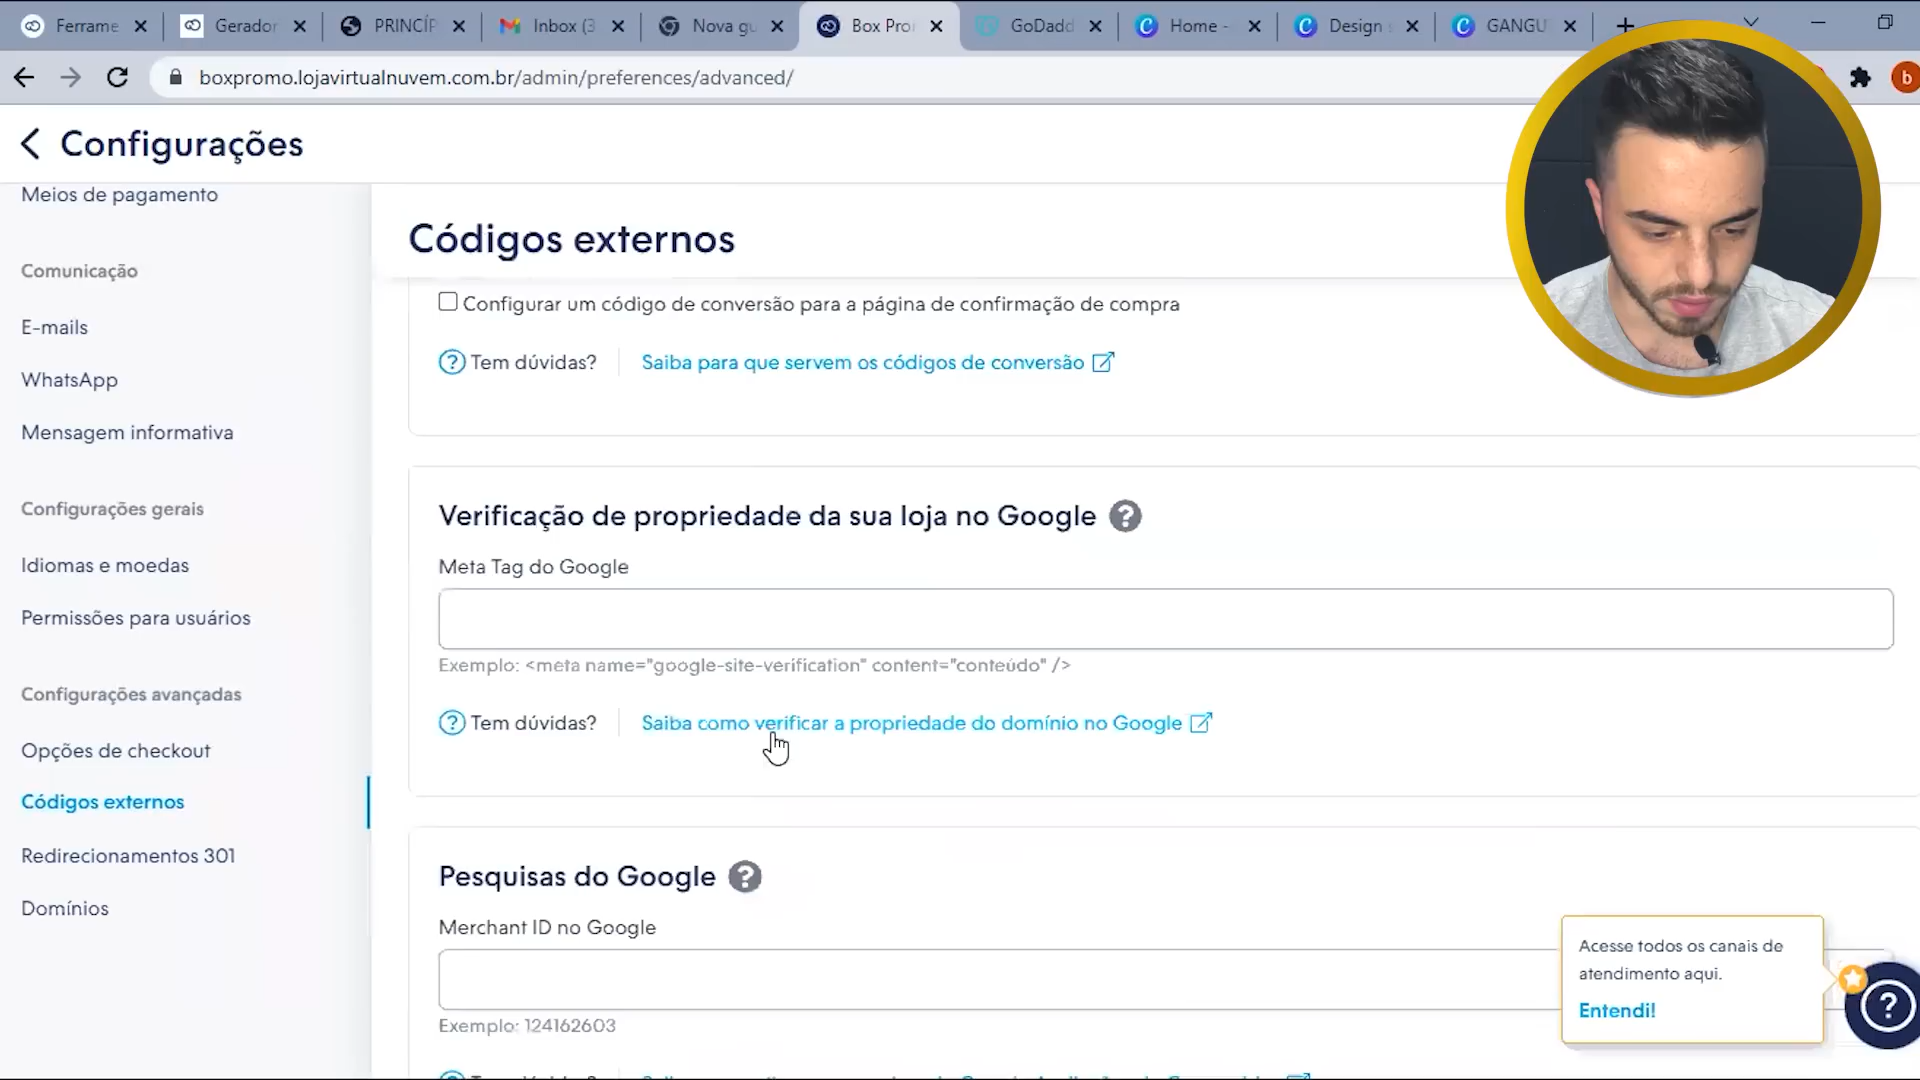 Ferrame
Gerador
PRINCÍP
Inbox (3
Nova gu
Box Pro
GoDadd
Home -
Design s
GANGU
boxpromo.lojavirtualnuvem.com.br/admin/preferences/advanced/
b
Configurações
Meios de pagamento
Comunicação
E-mails
WhatsApp
Mensagem informativa
Configurações gerais
Idiomas e moedas
Permissões para usuários
Configurações avançadas
Opções de checkout
Códigos externos
Redirecionamentos 301
Domínios
Códigos externos
Configurar um código de conversão para a página de confirmação de compra
Tem dúvidas? Saiba para que servem os códigos de conversão
Verificação de propriedade da sua loja no Google
Meta Tag do Google
Exemplo: <meta name="google-site-verification" content="conteúdo" />
Tem dúvidas? Saiba como verificar a propriedade do domínio no Google
Pesquisas do Google
Merchant ID no Google
Exemplo: 124162603
Acesse todos os canais de
atendimento aqui.
Entendi!